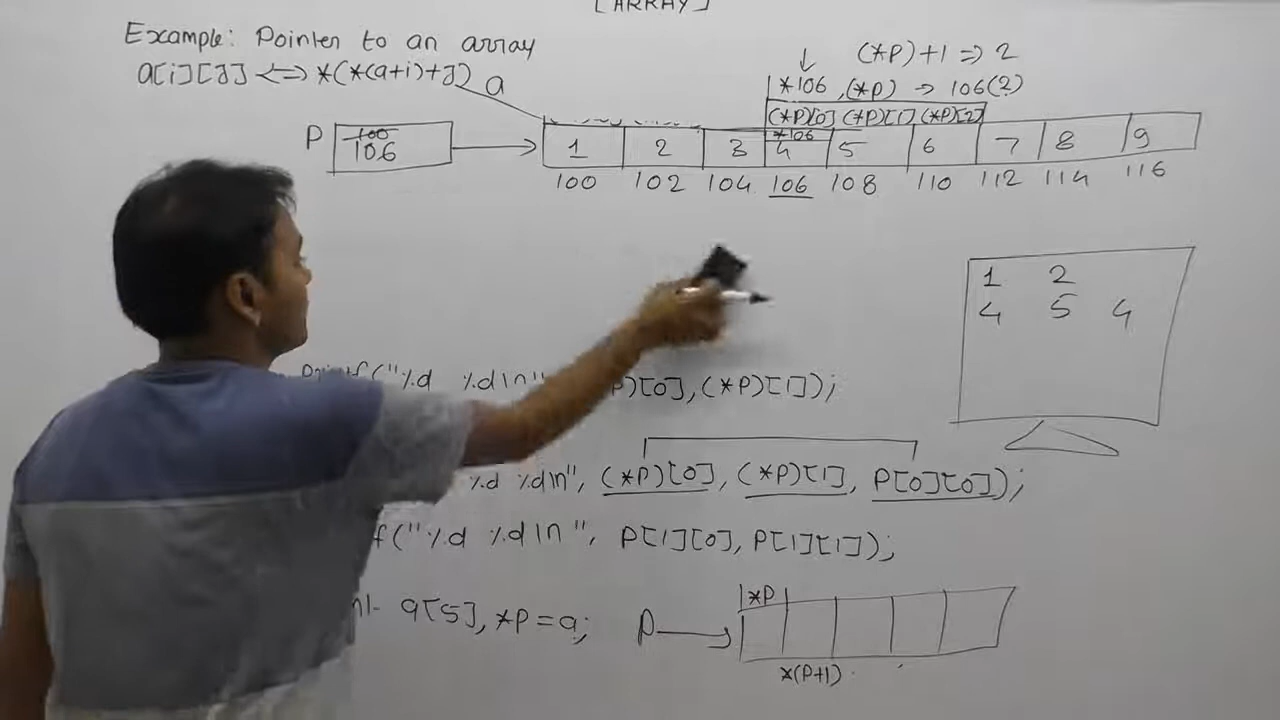 [ARRAY]
Example: Pointer to an array
a[i][j] <=> *(*(a+i)+j) a
(*P)+1 => 2
*106, (*P) -> 106(2)
(*P)[0] (*P)[1] (*P)[2]
*106
P 100 106
1 2 3 4 5 6 7 8 9
100 102 104 106 108 110 112 114 116
1 2
4 5 4
printf("%d %d\n" P)[0], (*P)[1]);
%d %d\n", (*P)[0], (*P)[1], P[0][0]);
f("%d %d\n", P[1][0], P[1][1]);
a[5], *P = a; P
*P
*(P+1)